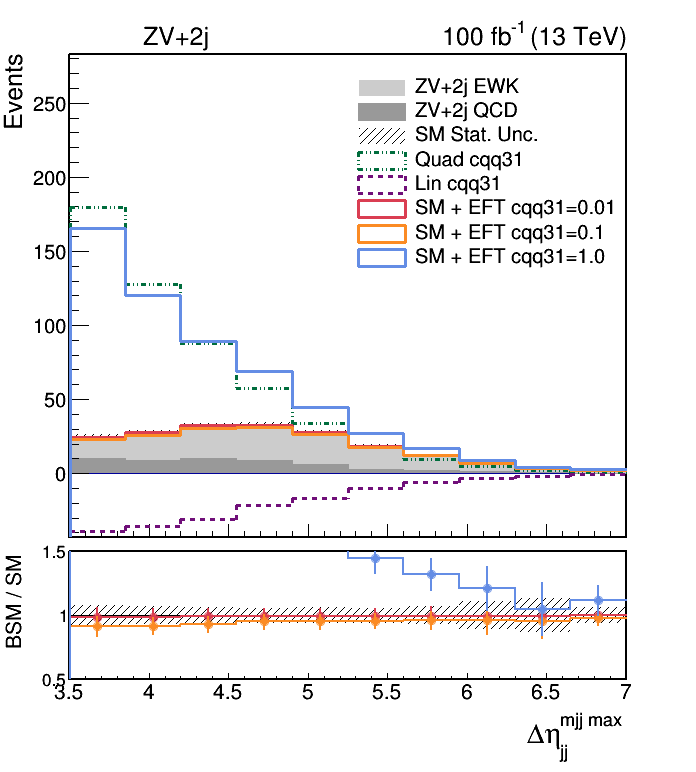 ZV+2j 100 fb-1 (13 TeV)
Events
ZV+2j EWK
ZV+2j QCD
SM Stat. Unc.
Quad cqq31
Lin cqq31
SM + EFT cqq31=0.01
SM + EFT cqq31=0.1
SM + EFT cqq31=1.0
250
200
150
100
50
0
BSM / SM
1.5
1
0.5
3.5 4 4.5 5 5.5 6 6.5 7
Δη mjj max jj